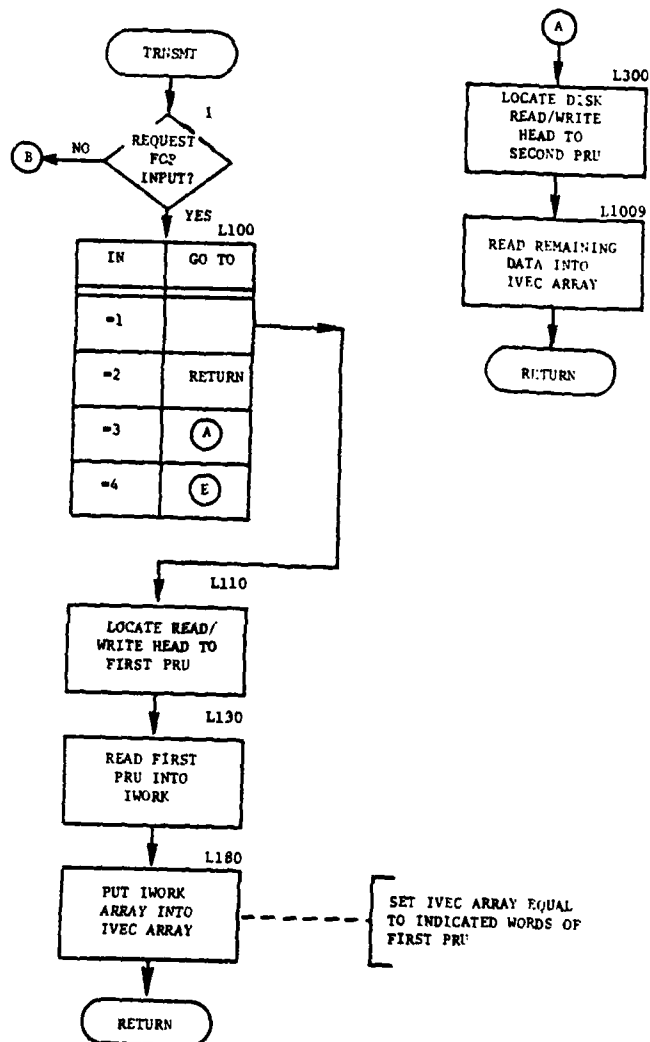 TRNSMT
1
REQUEST
FOR
INPUT?
NO
B
YES
L100
IN GO TO
=1
=2 RETURN
=3 A
=4 E
L110
LOCATE READ/
WRITE HEAD TO
FIRST PRU
L130
READ FIRST
PRU INTO
IWORK
L180
PUT IWORK
ARRAY INTO
IVEC ARRAY
SET IVEC ARRAY EQUAL
TO INDICATED WORDS OF
FIRST PRU
RETURN
A
L300
LOCATE DISK
READ/WRITE
HEAD TO
SECOND PRU
L1009
READ REMAINING
DATA INTO
IVEC ARRAY
RETURN